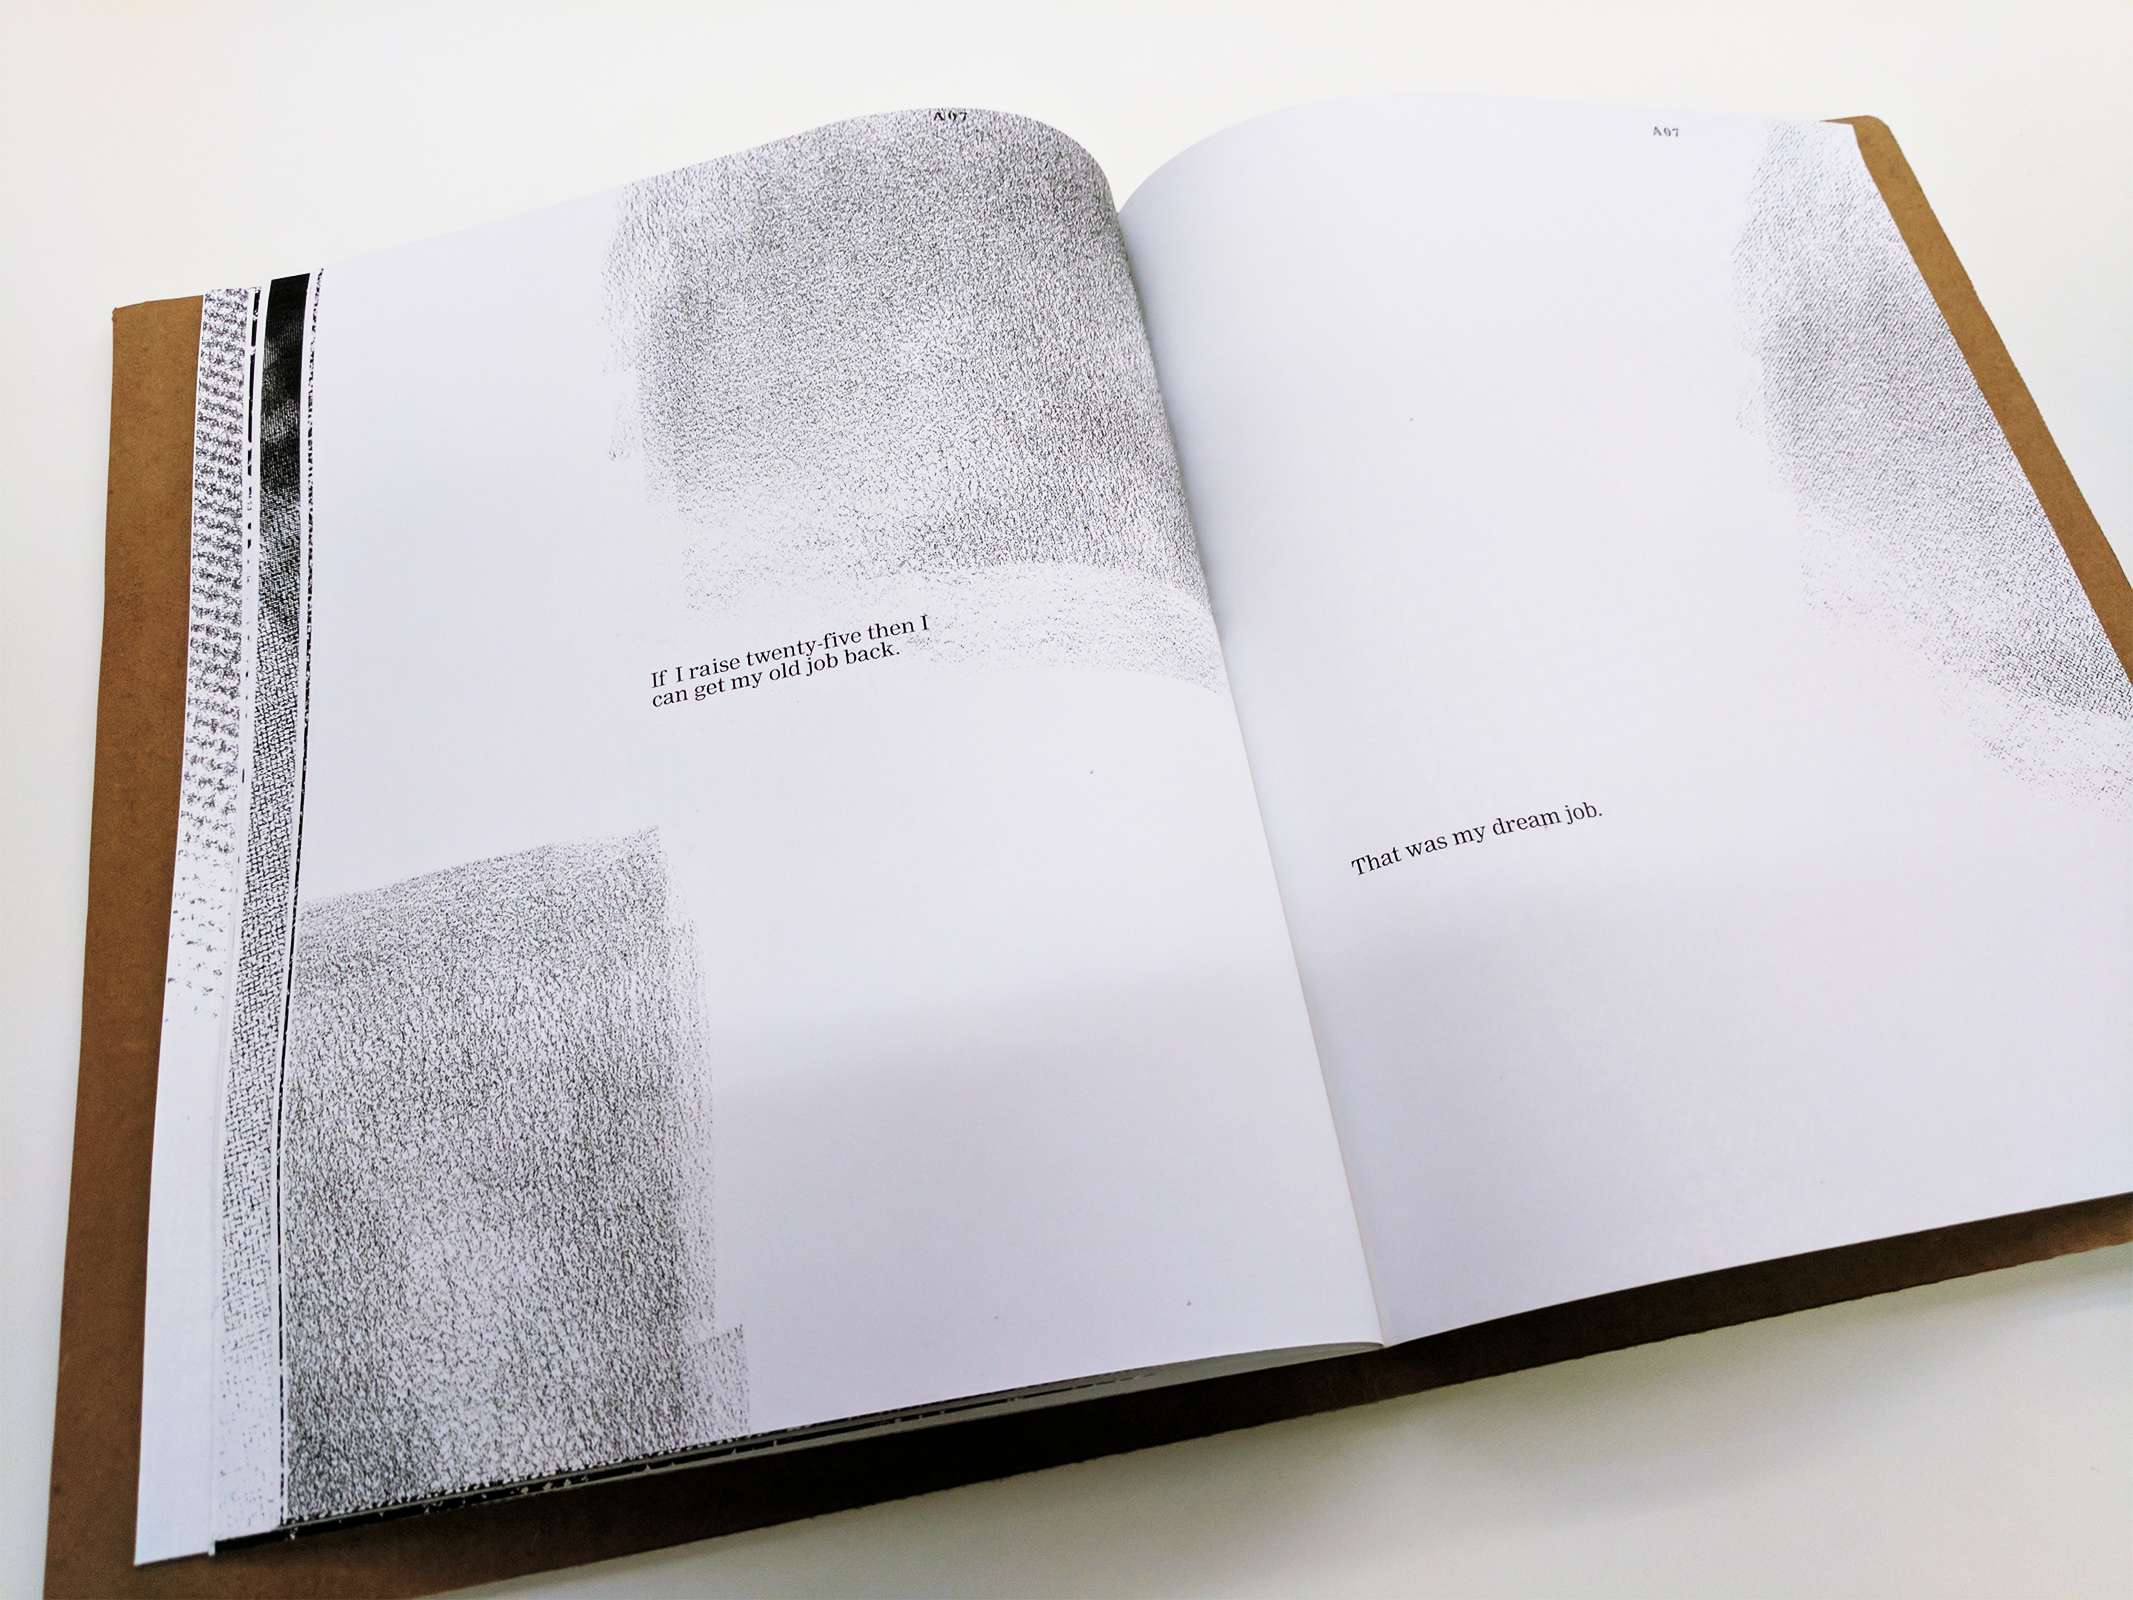 A07
If I raise twenty-five then I
can get my old job back.
A07
That was my dream job.